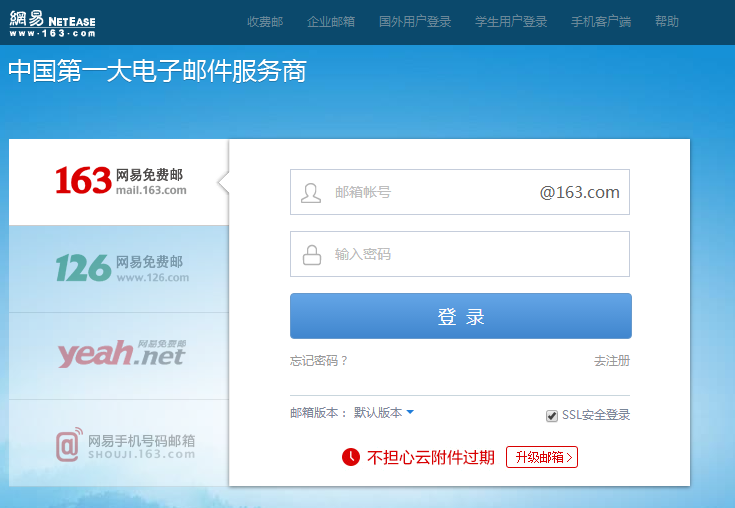 網易 NETEASE
www.163.com
收费邮 企业邮箱 国外用户登录 学生用户登录 手机客户端 帮助
中国第一大电子邮件服务商
163 网易免费邮
mail.163.com
126 网易免费邮
www.126.com
yeah.net 网易免费邮
网易手机号码邮箱
SHOUJI.163.com
邮箱帐号 @163.com
输入密码
登 录
忘记密码? 去注册
邮箱版本: 默认版本 SSL安全登录
不担心云附件过期 升级邮箱>